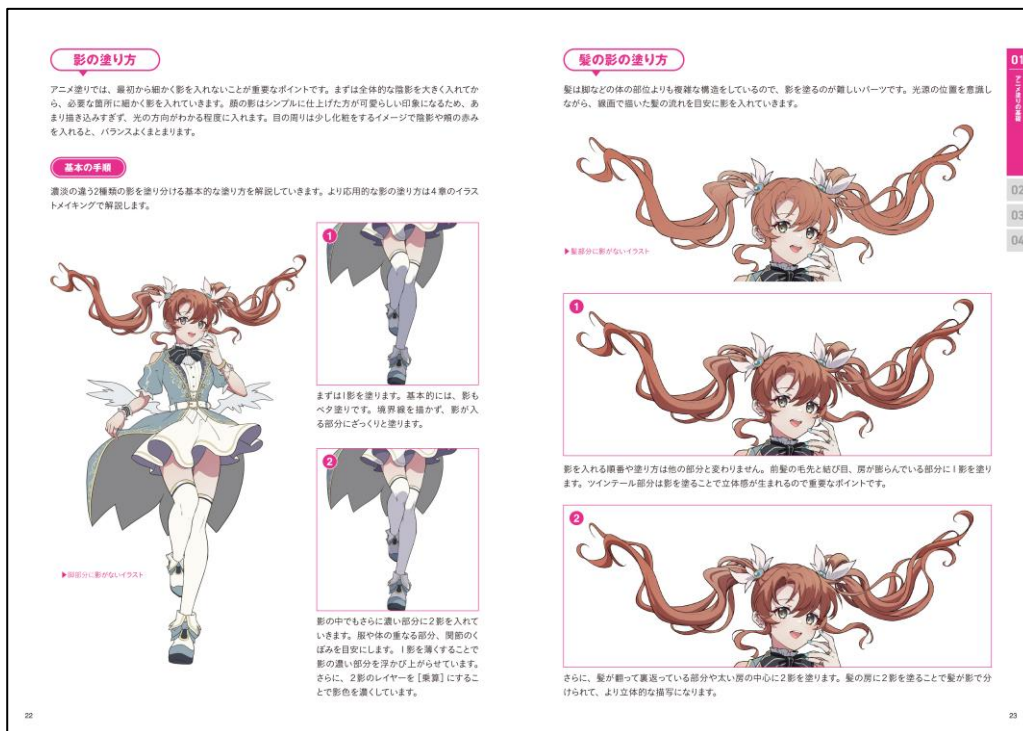 影の塗り方
アニメ塗りでは、最初から細かく影を入れないことが重要なポイントです。まずは全体的な陰影を大きく入れてか
ら、必要な箇所に細かく影を入れていきます。顔の影はシンプルに仕上げた方が可愛らしい印象になるため、あ
まり描き込みすぎず、光の方向がわかる程度に入れます。目の周りは少し化粧をするイメージで陰影や頬の赤み
を入れると、バランスよくまとまります。
基本の手順
濃淡の違う2種類の影を塗り分ける基本的な塗り方を解説していきます。より応用的な影の塗り方は4章のイラス
トメイキングで解説します。
▶脚部分に影がないイラスト
1
まずは1影を塗ります。基本的には、影も
ベタ塗りです。境界線を描かず、影が入
る部分にざっくりと塗ります。
2
影の中でもさらに濃い部分に2影を入れて
いきます。服や体の重なる部分、関節のく
ぼみを目安にします。1影を薄くすることで
影の濃い部分を浮かび上がらせています。
さらに、2影のレイヤーを［乗算］にするこ
とで影色を濃くしています。
22
髪の影の塗り方
髪は脚などの体の部位よりも複雑な構造をしているので、影を塗るのが難しいパーツです。光源の位置を意識し
ながら、線画で描いた髪の流れを目安に影を入れていきます。
▶髪部分に影がないイラスト
1
影を入れる順番や塗り方は他の部分と変わりません。前髪の毛先と結び目、房が膨らんでいる部分に1影を塗り
ます。ツインテール部分は影を塗ることで立体感が生まれるので重要なポイントです。
2
さらに、髪が翻って裏返っている部分や太い房の中心に2影を塗ります。髪の房に2影を塗ることで髪が影で分
けられて、より立体的な描写になります。
23
01
アニメ塗りの基礎
02
03
04